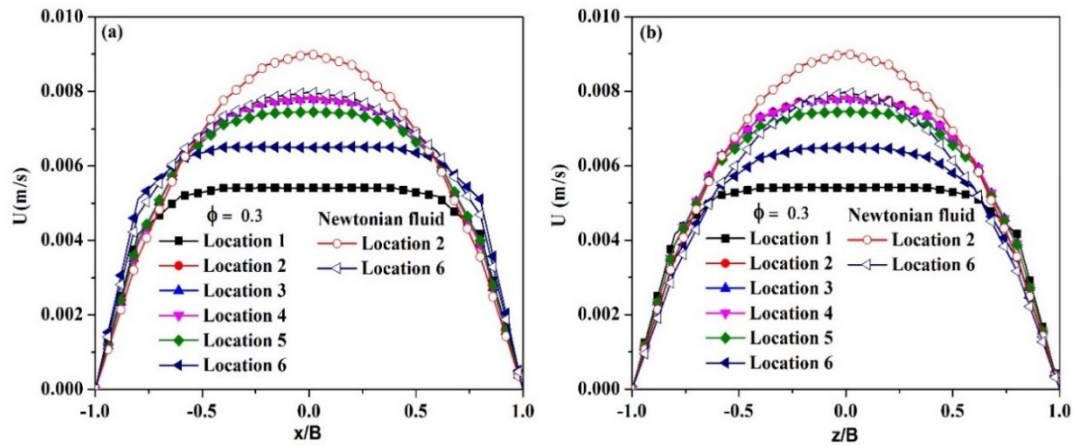 (a)
0.010
0.008
0.006
0.004
0.002
0.000
U (m/s)
ϕ = 0.3
Location 1
Location 2
Location 3
Location 4
Location 5
Location 6
Newtonian fluid
Location 2
Location 6
-1.0 -0.5 0.0 0.5 1.0
x/B
(b)
0.010
0.008
0.006
0.004
0.002
0.000
U (m/s)
ϕ = 0.3
Location 1
Location 2
Location 3
Location 4
Location 5
Location 6
Newtonian fluid
Location 2
Location 6
-1.0 -0.5 0.0 0.5 1.0
z/B